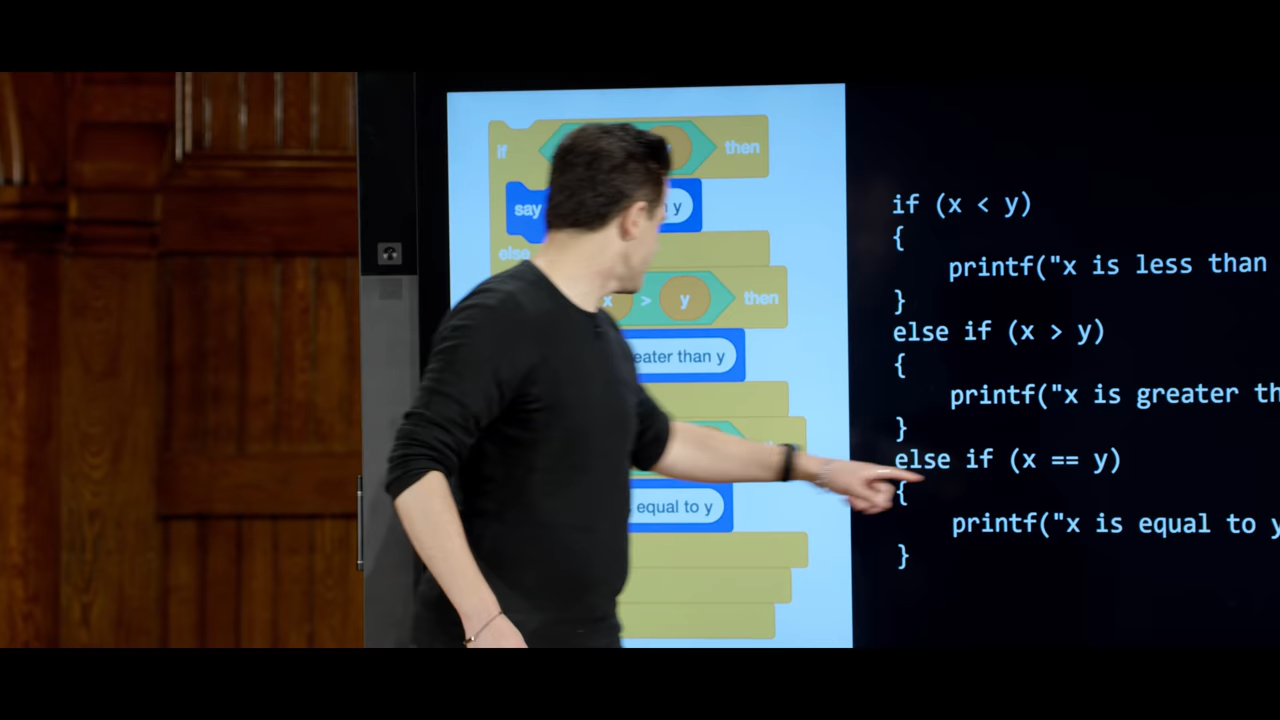 if then
say y
else
x > y then
eater than y
equal to y
if (x < y)
{
printf("x is less than
}
else if (x > y)
{
printf("x is greater th
}
else if (x == y)
{
printf("x is equal to y
}